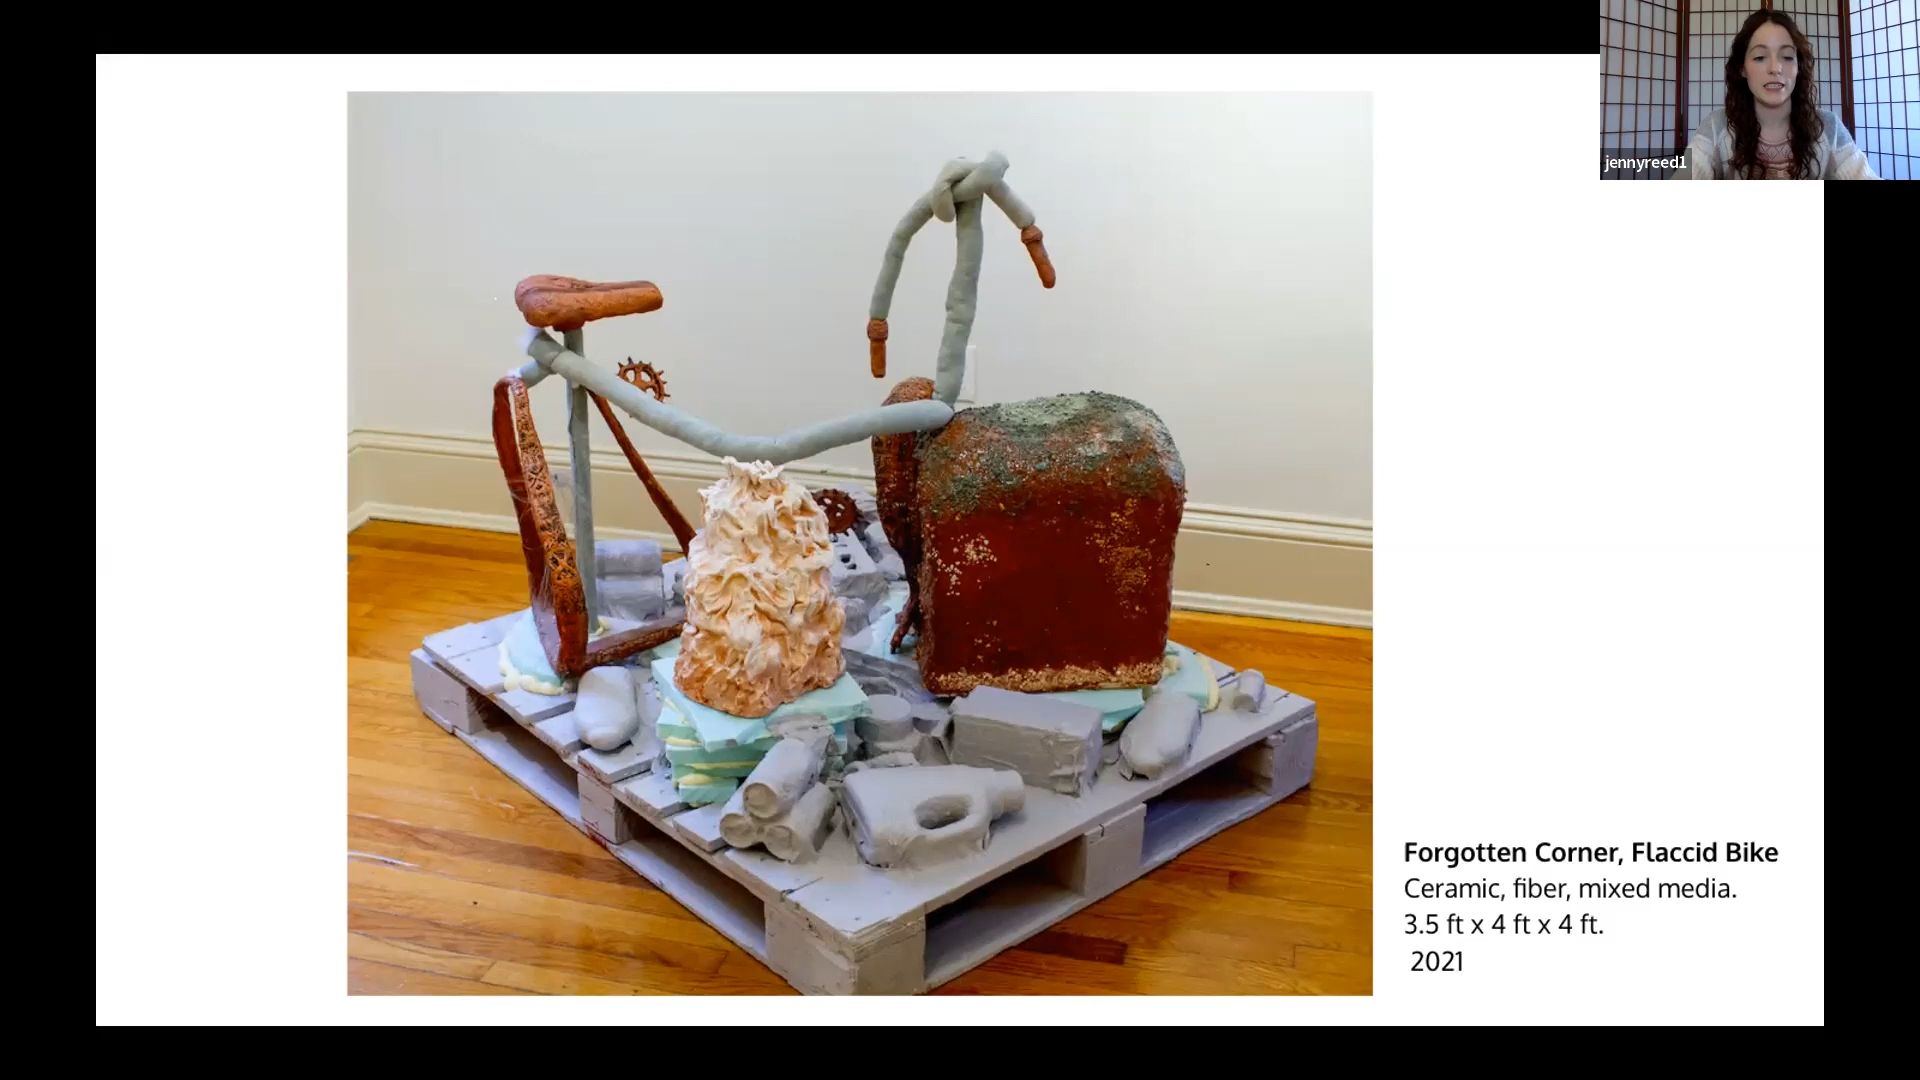 jennyreed1
Forgotten Corner, Flaccid Bike
Ceramic, fiber, mixed media.
3.5 ft x 4 ft x 4 ft.
2021